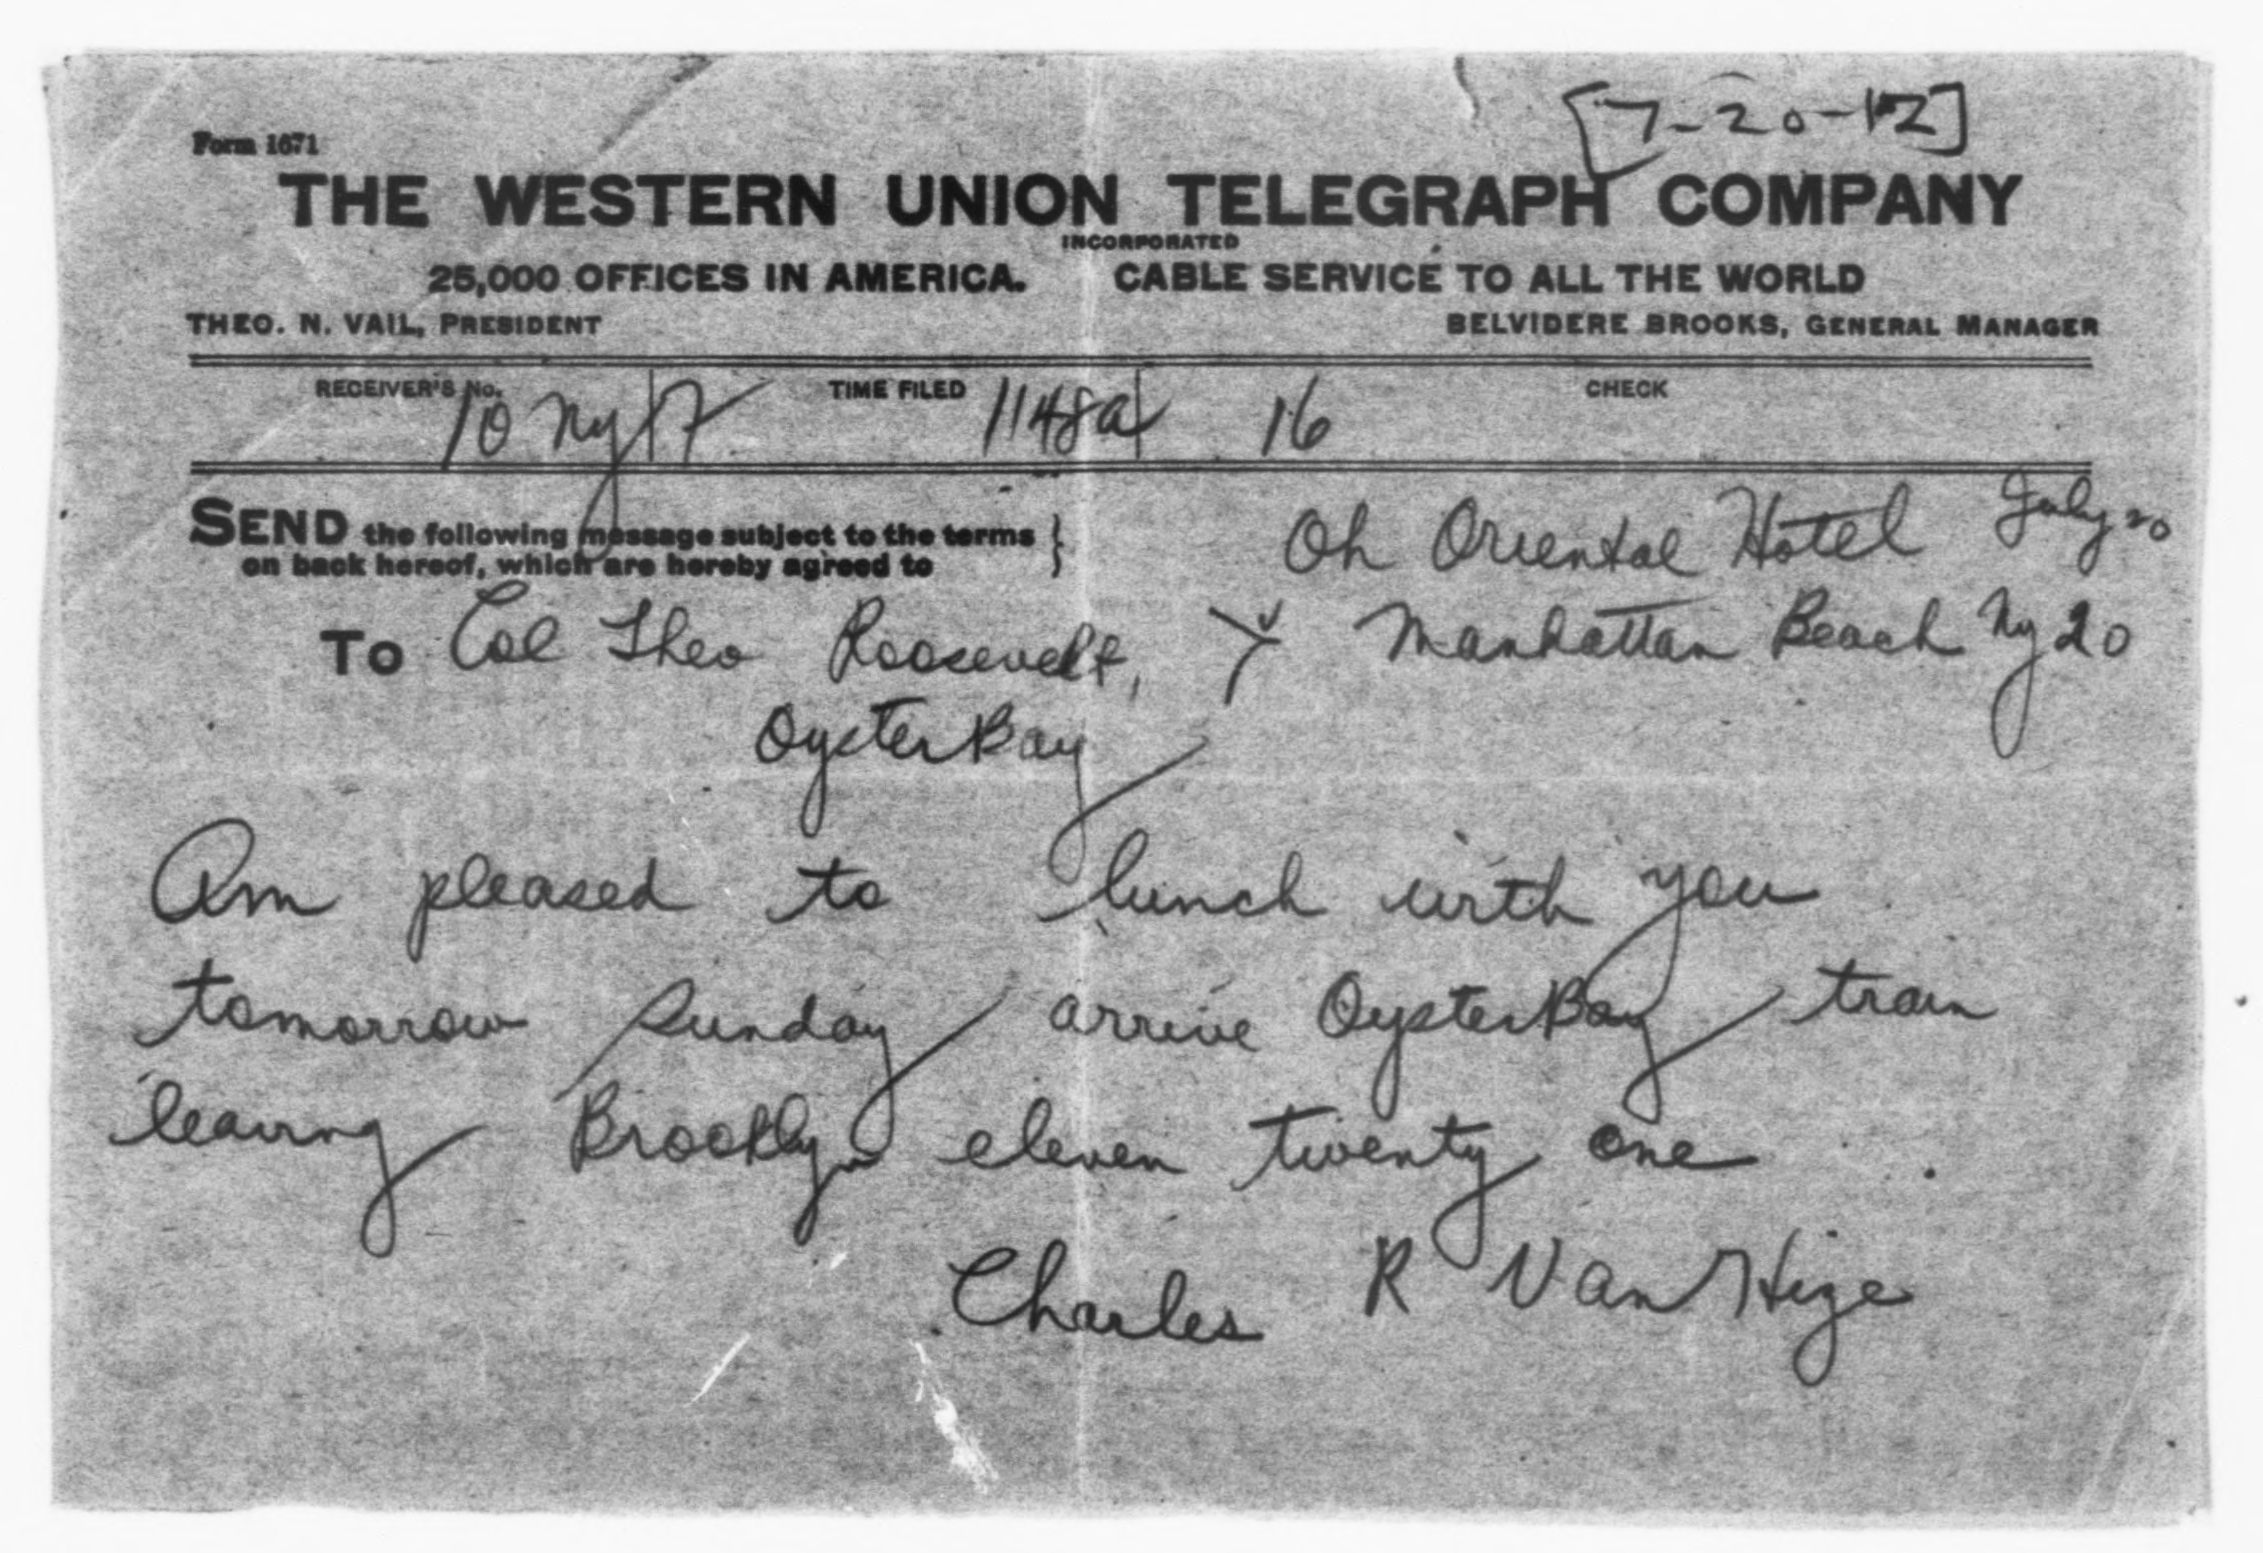 [7-20-12]
Form 1671
THE WESTERN UNION TELEGRAPH COMPANY
INCORPORATED
25,000 OFFICES IN AMERICA. CABLE SERVICE TO ALL THE WORLD
THEO. N. VAIL, PRESIDENT BELVIDERE BROOKS, GENERAL MANAGER
RECEIVER'S No. TIME FILED CHECK
10 Ny 1148a 16
SEND the following message subject to the terms
on back hereof, which are hereby agreed to
Oh Oriental Hotel July 20
To Col Theo Roosevelt, Manhattan Beach Ny 20
Oyster Bay
Am pleased to lunch with you
tomorrow Sunday arrive Oyster Bay train
leaving Brooklyn eleven twenty one
Charles R Van Hize